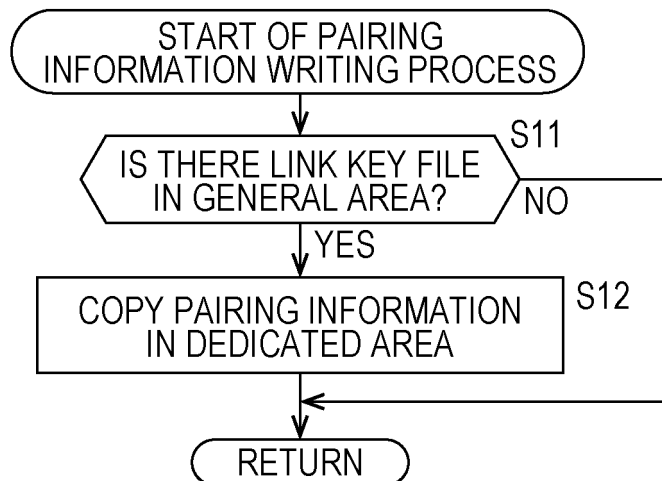 START OF PAIRING
INFORMATION WRITING PROCESS
S11
IS THERE LINK KEY FILE
IN GENERAL AREA?
NO
YES
S12
COPY PAIRING INFORMATION
IN DEDICATED AREA
RETURN